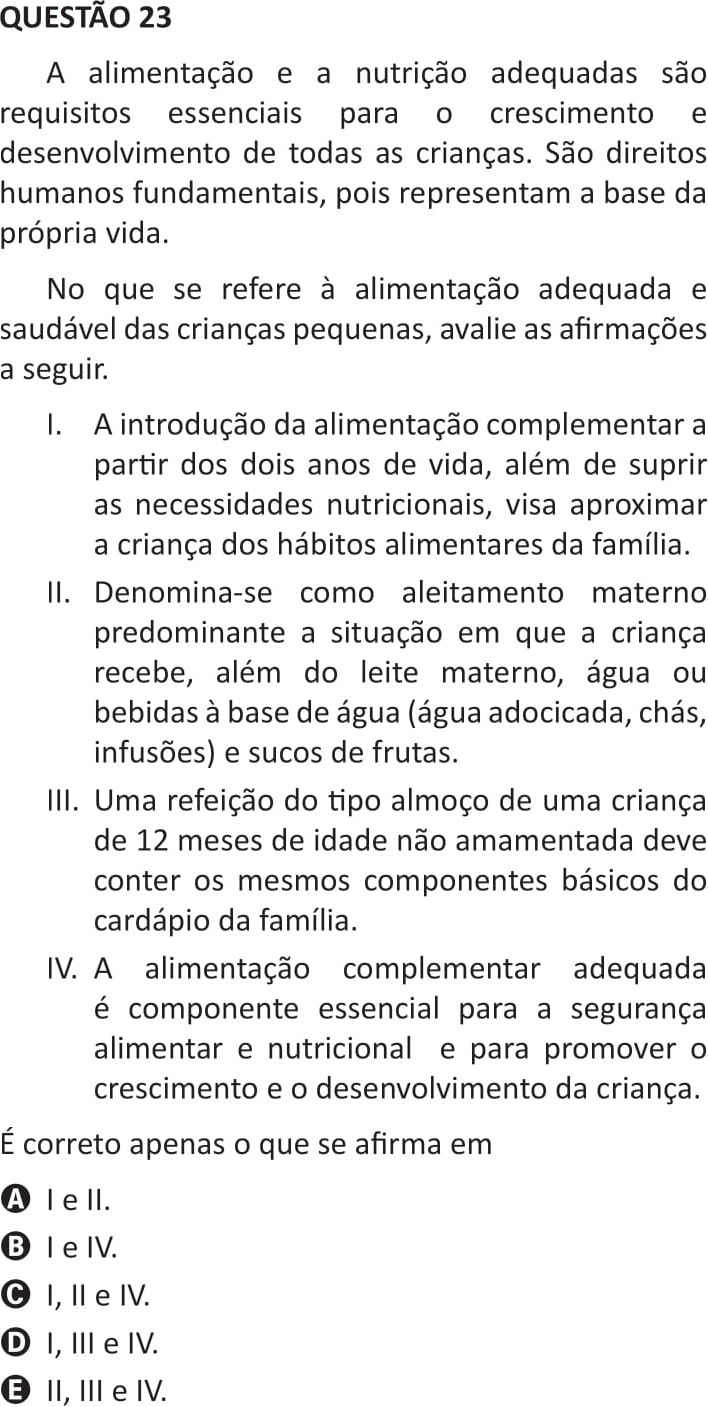 QUESTÃO 23
A alimentação e a nutrição adequadas são
requisitos essenciais para o crescimento e
desenvolvimento de todas as crianças. São direitos
humanos fundamentais, pois representam a base da
própria vida.
No que se refere à alimentação adequada e
saudável das crianças pequenas, avalie as afirmações
a seguir.
I. A introdução da alimentação complementar a
partir dos dois anos de vida, além de suprir
as necessidades nutricionais, visa aproximar
a criança dos hábitos alimentares da família.
II. Denomina-se como aleitamento materno
predominante a situação em que a criança
recebe, além do leite materno, água ou
bebidas à base de água (água adocicada, chás,
infusões) e sucos de frutas.
III. Uma refeição do tipo almoço de uma criança
de 12 meses de idade não amamentada deve
conter os mesmos componentes básicos do
cardápio da família.
IV. A alimentação complementar adequada
é componente essencial para a segurança
alimentar e nutricional e para promover o
crescimento e o desenvolvimento da criança.
É correto apenas o que se afirma em
A I e II.
B I e IV.
C I, II e IV.
D I, III e IV.
E II, III e IV.